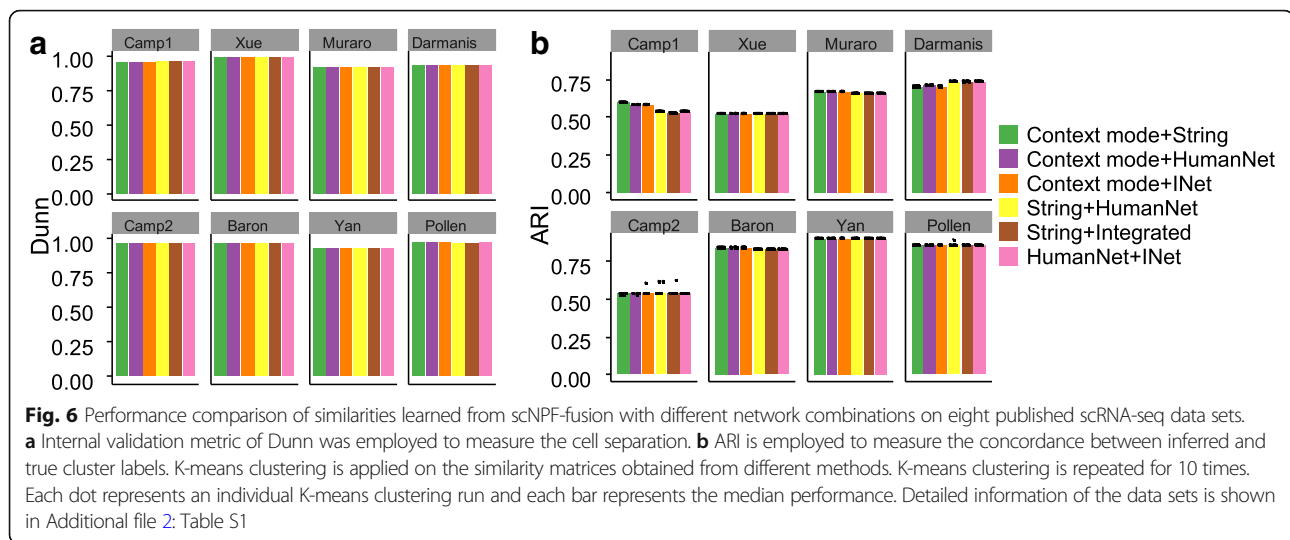 a
b
Camp1 Xue Muraro Darmanis
1.00
0.75
0.50
0.25
0.00
Camp2 Baron Yan Pollen
1.00
0.75
0.50
0.25
0.00
Dunn
Camp1 Xue Muraro Darmanis
0.75
0.50
0.25
0.00
Camp2 Baron Yan Pollen
0.75
0.50
0.25
0.00
ARI
Context mode+String
Context mode+HumanNet
Context mode+INet
String+HumanNet
String+Integrated
HumanNet+INet
Fig. 6 Performance comparison of similarities learned from scNPF-fusion with different network combinations on eight published scRNA-seq data sets.
a Internal validation metric of Dunn was employed to measure the cell separation. b ARI is employed to measure the concordance between inferred and
true cluster labels. K-means clustering is applied on the similarity matrices obtained from different methods. K-means clustering is repeated for 10 times.
Each dot represents an individual K-means clustering run and each bar represents the median performance. Detailed information of the data sets is shown
in Additional file 2: Table S1